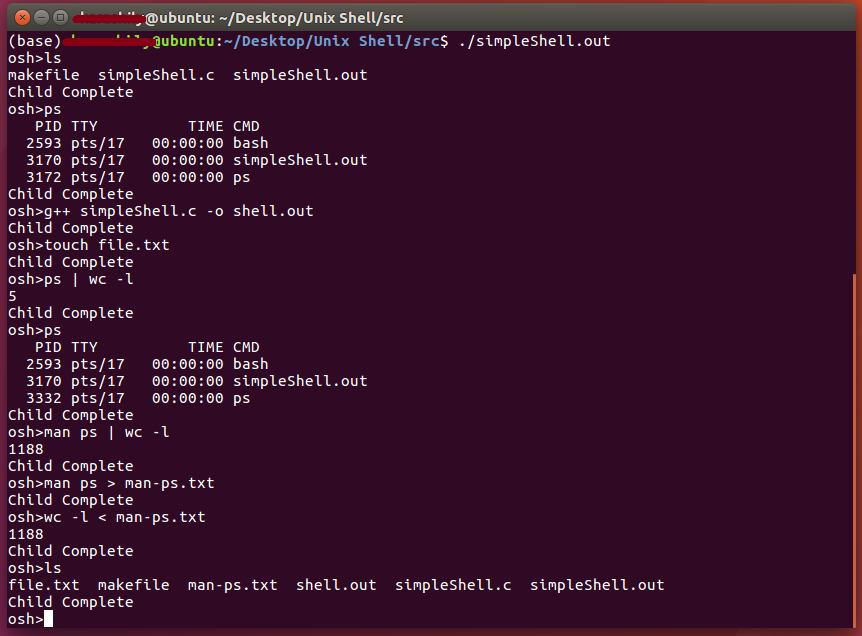 @ubuntu: ~/Desktop/Unix Shell/src
(base) @ubuntu:~/Desktop/Unix Shell/src$ ./simpleShell.out
osh>ls
makefile  simpleShell.c  simpleShell.out
Child Complete
osh>ps
   PID TTY          TIME CMD
  2593 pts/17   00:00:00 bash
  3170 pts/17   00:00:00 simpleShell.out
  3172 pts/17   00:00:00 ps
Child Complete
osh>g++ simpleShell.c -o shell.out
Child Complete
osh>touch file.txt
Child Complete
osh>ps | wc -l
5
Child Complete
osh>ps
   PID TTY          TIME CMD
  2593 pts/17   00:00:00 bash
  3170 pts/17   00:00:00 simpleShell.out
  3332 pts/17   00:00:00 ps
Child Complete
osh>man ps | wc -l
1188
Child Complete
osh>man ps > man-ps.txt
Child Complete
osh>wc -l < man-ps.txt
1188
Child Complete
osh>ls
file.txt  makefile  man-ps.txt  shell.out  simpleShell.c  simpleShell.out
Child Complete
osh>